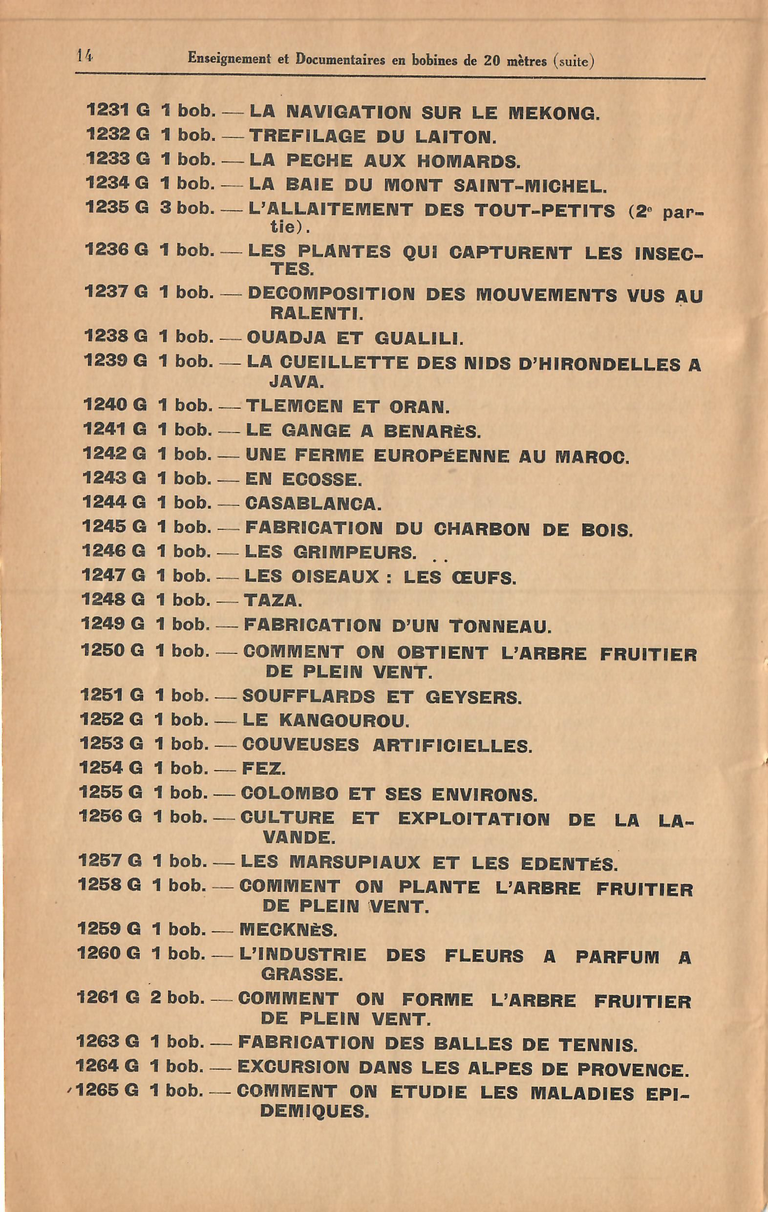 14 Enseignement et Documentaires en bobines de 20 mètres (suite)
1231 G 1 bob. — LA NAVIGATION SUR LE MEKONG.
1232 G 1 bob. — TREFILAGE DU LAITON.
1233 G 1 bob. — LA PECHE AUX HOMARDS.
1234 G 1 bob. — LA BAIE DU MONT SAINT-MICHEL.
1235 G 3 bob. — L'ALLAITEMENT DES TOUT-PETITS (2e par-
tie).
1236 G 1 bob. — LES PLANTES QUI CAPTURENT LES INSEC-
TES.
1237 G 1 bob. — DECOMPOSITION DES MOUVEMENTS VUS AU
RALENTI.
1238 G 1 bob. — OUADJA ET GUALILI.
1239 G 1 bob. — LA CUEILLETTE DES NIDS D'HIRONDELLES A
JAVA.
1240 G 1 bob. — TLEMCEN ET ORAN.
1241 G 1 bob. — LE GANGE A BENARÈS.
1242 G 1 bob. — UNE FERME EUROPÉENNE AU MAROC.
1243 G 1 bob. — EN ECOSSE.
1244 G 1 bob. — CASABLANCA.
1245 G 1 bob. — FABRICATION DU CHARBON DE BOIS.
1246 G 1 bob. — LES GRIMPEURS. . .
1247 G 1 bob. — LES OISEAUX : LES ŒUFS.
1248 G 1 bob. — TAZA.
1249 G 1 bob. — FABRICATION D'UN TONNEAU.
1250 G 1 bob. — COMMENT ON OBTIENT L'ARBRE FRUITIER
DE PLEIN VENT.
1251 G 1 bob. — SOUFFLARDS ET GEYSERS.
1252 G 1 bob. — LE KANGOUROU.
1253 G 1 bob. — COUVEUSES ARTIFICIELLES.
1254 G 1 bob. — FEZ.
1255 G 1 bob. — COLOMBO ET SES ENVIRONS.
1256 G 1 bob. — CULTURE ET EXPLOITATION DE LA LA-
VANDE.
1257 G 1 bob. — LES MARSUPIAUX ET LES EDENTÉS.
1258 G 1 bob. — COMMENT ON PLANTE L'ARBRE FRUITIER
DE PLEIN VENT.
1259 G 1 bob. — MECKNÈS.
1260 G 1 bob. — L'INDUSTRIE DES FLEURS A PARFUM A
GRASSE.
1261 G 2 bob. — COMMENT ON FORME L'ARBRE FRUITIER
DE PLEIN VENT.
1263 G 1 bob. — FABRICATION DES BALLES DE TENNIS.
1264 G 1 bob. — EXCURSION DANS LES ALPES DE PROVENCE.
1265 G 1 bob. — COMMENT ON ETUDIE LES MALADIES EPI-
DEMIQUES.